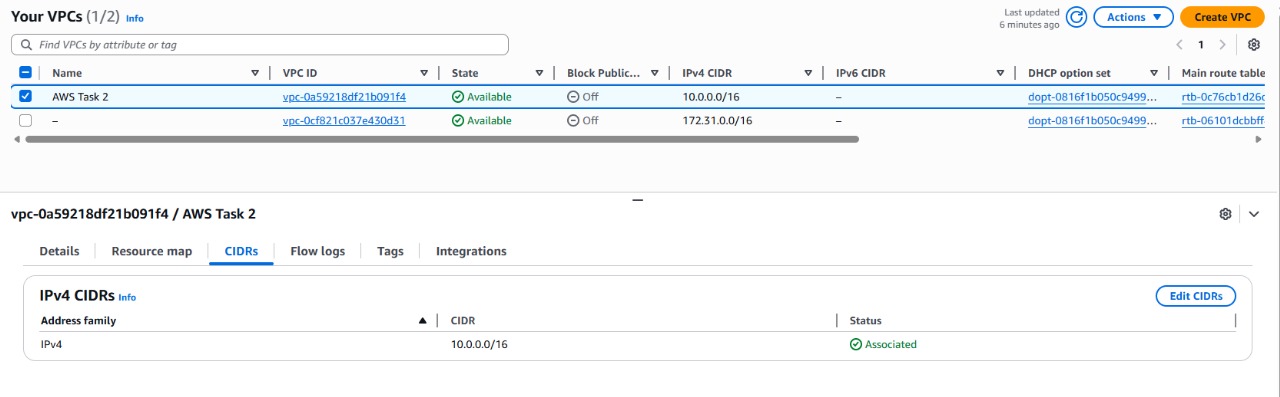 Your VPCs (1/2) Info
Last updated
6 minutes ago
Actions
Create VPC
Find VPCs by attribute or tag
1
Name VPC ID State Block Public... IPv4 CIDR IPv6 CIDR DHCP option set Main route table
AWS Task 2 vpc-0a59218df21b091f4 Available Off 10.0.0.0/16 – dopt-0816f1b050c9499... rtb-0c76cb1d26c
– vpc-0cf821c037e430d31 Available Off 172.31.0.0/16 – dopt-0816f1b050c9499... rtb-06101dcbbff
vpc-0a59218df21b091f4 / AWS Task 2
Details Resource map CIDRs Flow logs Tags Integrations
IPv4 CIDRs Info
Edit CIDRs
Address family CIDR Status
IPv4 10.0.0.0/16 Associated